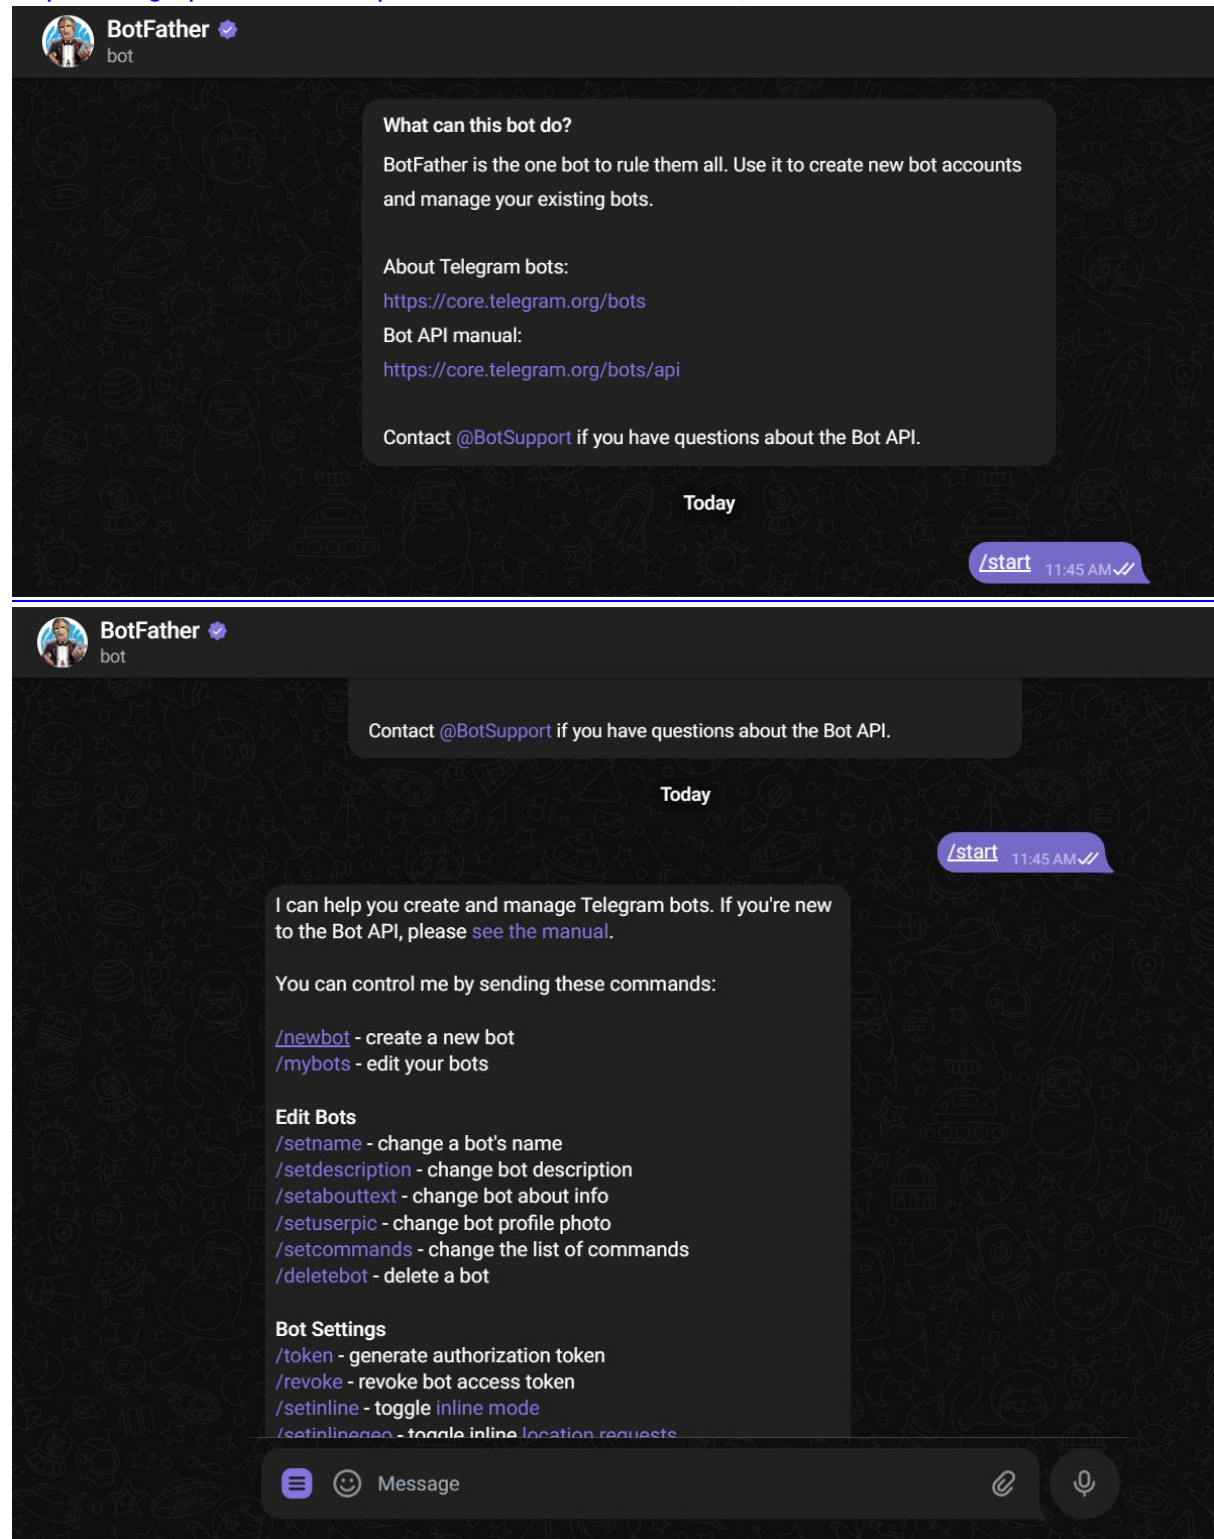 BotFather
bot
What can this bot do?
BotFather is the one bot to rule them all. Use it to create new bot accounts
and manage your existing bots.
About Telegram bots:
https://core.telegram.org/bots
Bot API manual:
https://core.telegram.org/bots/api
Contact @BotSupport if you have questions about the Bot API.
Today
/start 11:45 AM
BotFather
bot
Contact @BotSupport if you have questions about the Bot API.
Today
/start 11:45 AM
I can help you create and manage Telegram bots. If you're new
to the Bot API, please see the manual.
You can control me by sending these commands:
/newbot - create a new bot
/mybots - edit your bots
Edit Bots
/setname - change a bot's name
/setdescription - change bot description
/setabouttext - change bot about info
/setuserpic - change bot profile photo
/setcommands - change the list of commands
/deletebot - delete a bot
Bot Settings
/token - generate authorization token
/revoke - revoke bot access token
/setinline - toggle inline mode
/setinlinegeo - toggle inline location requests
Message